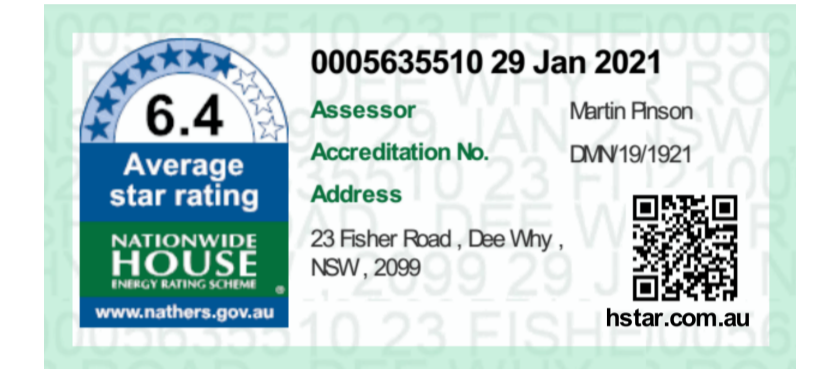 0005635510 29 Jan 2021
6.4
Average
star rating
NATIONWIDE
HOUSE
ENERGY RATING SCHEME ®
www.nathers.gov.au
Assessor Martin Pinson
Accreditation No. DMN/19/1921
Address
23 Fisher Road , Dee Why ,
NSW , 2099
hstar.com.au